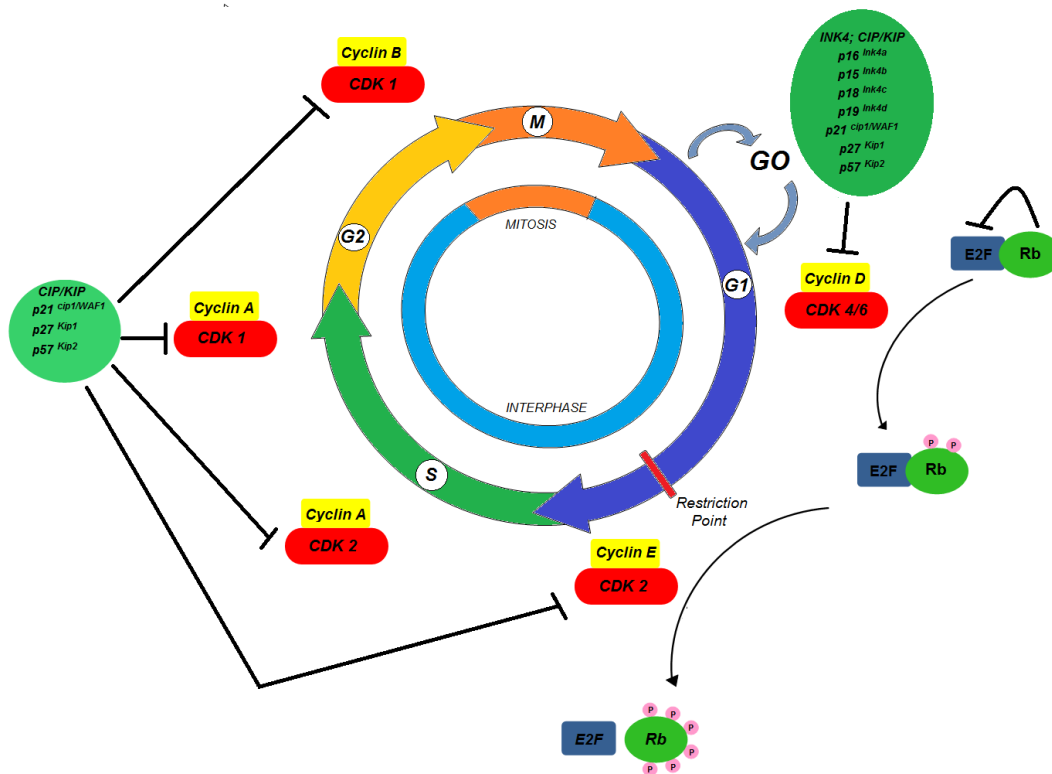 Cyclin B
CDK 1
INK4; CIP/KIP
p16 Ink4a
p15 Ink4b
p18 Ink4c
p19 Ink4d
p21 cip1/WAF1
p27 Kip1
p57 Kip2
M
GO
MITOSIS
G2
E2F
Rb
G1
Cyclin D
CDK 4/6
CIP/KIP
p21 cip1/WAF1
p27 Kip1
p57 Kip2
Cyclin A
CDK 1
INTERPHASE
P
P
E2F
Rb
S
Restriction
Point
Cyclin A
CDK 2
Cyclin E
CDK 2
E2F
Rb
P
P
P
P
P
P
P